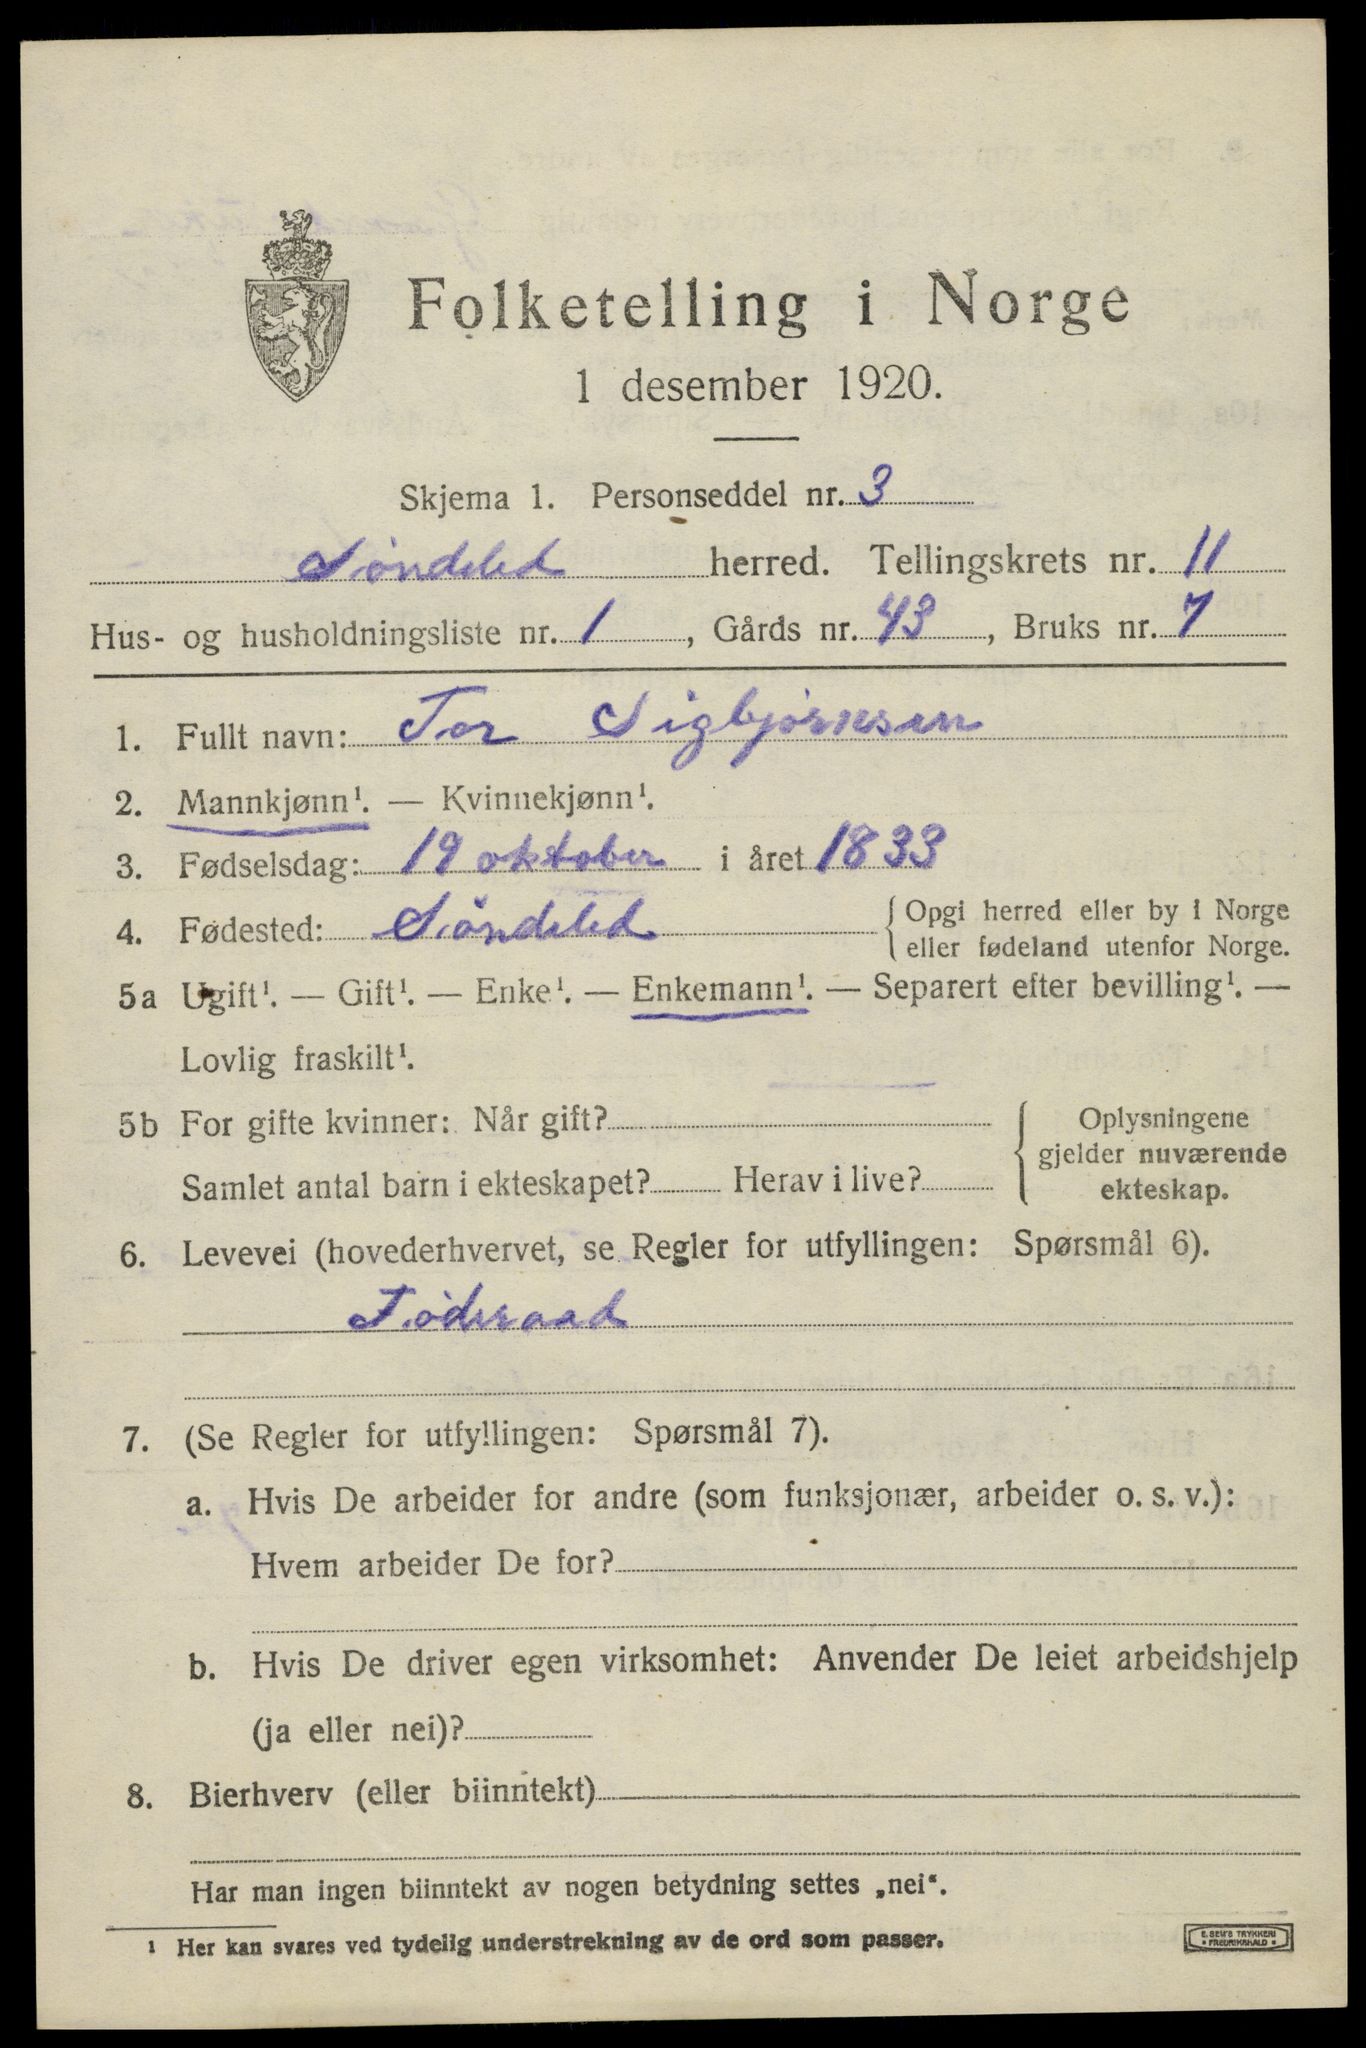 Folketelling i Norge
1 desember 1920.
Skjema 1. Personseddel nr. 3
Søndeled herred. Tellingskrets nr. 11
Hus- og husholdningsliste nr. 1, Gårds nr. 43, Bruks nr. 7
1. Fullt navn: Tor Sigbjørnsen
2. Mannkjønn¹. — Kvinnekjønn¹.
3. Fødselsdag: 19 oktober i året 1833
4. Fødested: Søndeled { Opgi herred eller by i Norge
eller fødeland utenfor Norge.
5a Ugift¹. — Gift¹. — Enke¹. — Enkemann¹. — Separert efter bevilling¹. —
Lovlig fraskilt¹.
5b For gifte kvinner: Når gift?
Samlet antal barn i ekteskapet? Herav i live?
{ Oplysningene
gjelder nuværende
ekteskap.
6. Levevei (hovederhvervet, se Regler for utfyllingen: Spørsmål 6).
Føderaad
7. (Se Regler for utfyllingen: Spørsmål 7).
a. Hvis De arbeider for andre (som funksjonær, arbeider o. s. v.):
Hvem arbeider De for?
b. Hvis De driver egen virksomhet: Anvender De leiet arbeidshjelp
(ja eller nei)?
8. Bierhverv (eller biinntekt)
Har man ingen biinntekt av nogen betydning settes „nei“.
¹ Her kan svares ved tydelig understrekning av de ord som passer.
E. SEM'S TRYKKERI
• FREDRIKSHALD •